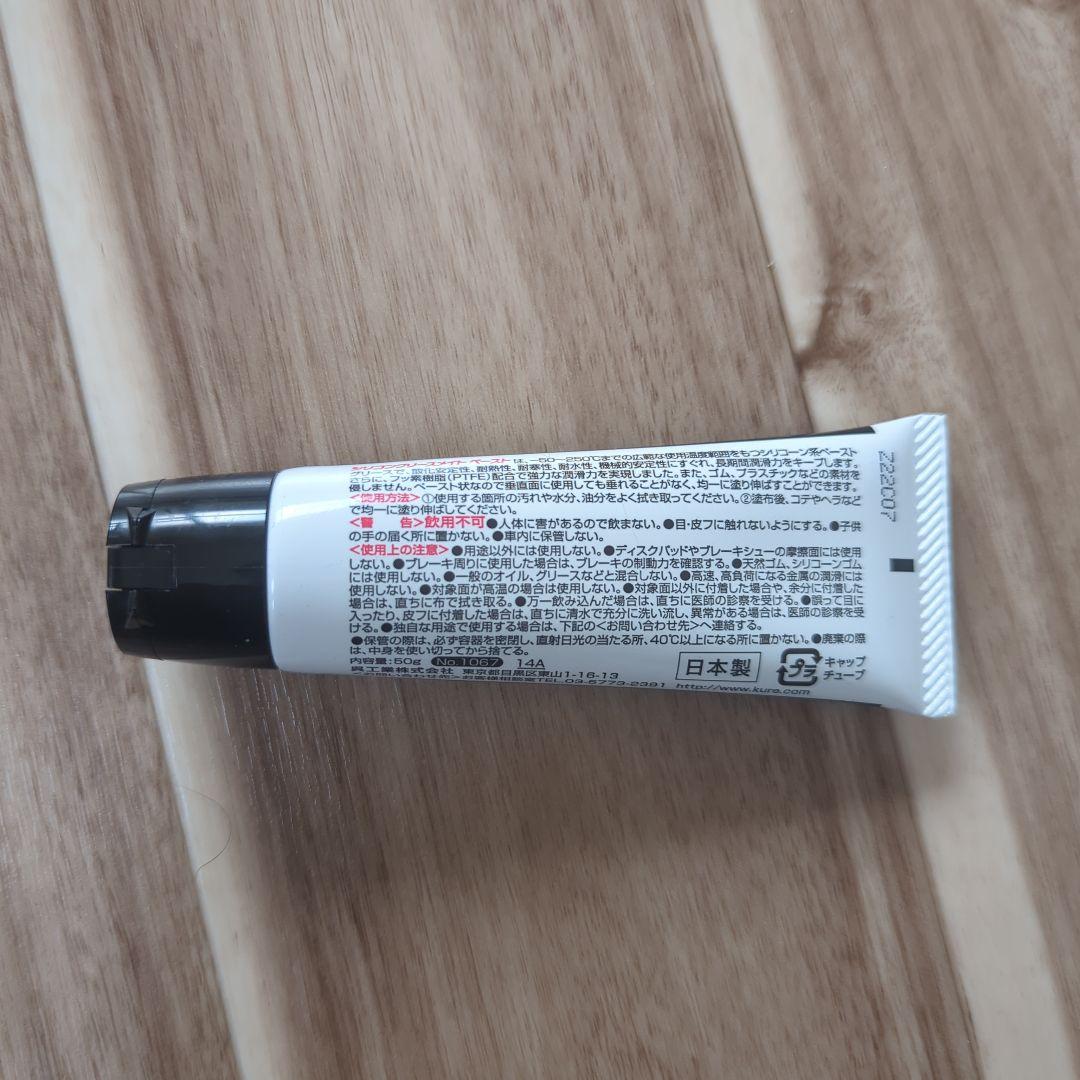 シリコングリースメイト ペースト は、-50~250℃までの広範な使用温度範囲をもつシリコーン系ペースト
グリースで、酸化安定性、耐熱性、耐寒性、耐水性、機械的安定性にすぐれ、長期間潤滑力をキープします。
さらに、フッ素樹脂(PTFE)配合で強力な潤滑力を実現しました。また、ゴム、プラスチックなどの素材を
侵しません。ペースト状なので垂直面に使用しても垂れることがなく、均一に塗り伸ばすことができます。
<使用方法>①使用する箇所の汚れや水分、油分をよく拭き取ってください。②塗布後、コテやヘラなど
で均一に塗り伸ばしてください。
<警 告>飲用不可●人体に害があるので飲まない。●目・皮フに触れないようにする。●子供
の手の届く所に置かない。●車内に保管しない。
<使用上の注意>●用途以外には使用しない。●ディスクパッドやブレーキシューの摩擦面には使用
しない。●ブレーキ周りに使用した場合は、ブレーキの制動力を確認する。●天然ゴム、シリコーンゴム
には使用しない。●一般のオイル、グリースなどと混合しない。●高速、高負荷になる金属の潤滑には
使用しない。●対象面が高温の場合は使用しない。●対象面以外に付着した場合や、余分に付着した
場合は、直ちに布で拭き取る。●万一飲み込んだ場合は、直ちに医師の診察を受ける。●誤って目に
入ったり、皮フに付着した場合は、直ちに清水で充分に洗い流し、異常がある場合は、医師の診察を受
ける。●独自な用途で使用する場合は、下記のくお問い合わせ先>へ連絡する。
●保管の際は、必ず容器を密閉し、直射日光の当たる所、40℃以上になる所に置かない。●廃棄の際
は、中身を使い切ってから捨てる。
内容量:50g No.1067 14A
呉工業株式会社 東京都目黒区東山1-16-13
<お問い合わせ先>お客様相談室TEL.03-5773-2391 http://www.kure.com
日本製
プラ
キャップ
チューブ
222C07